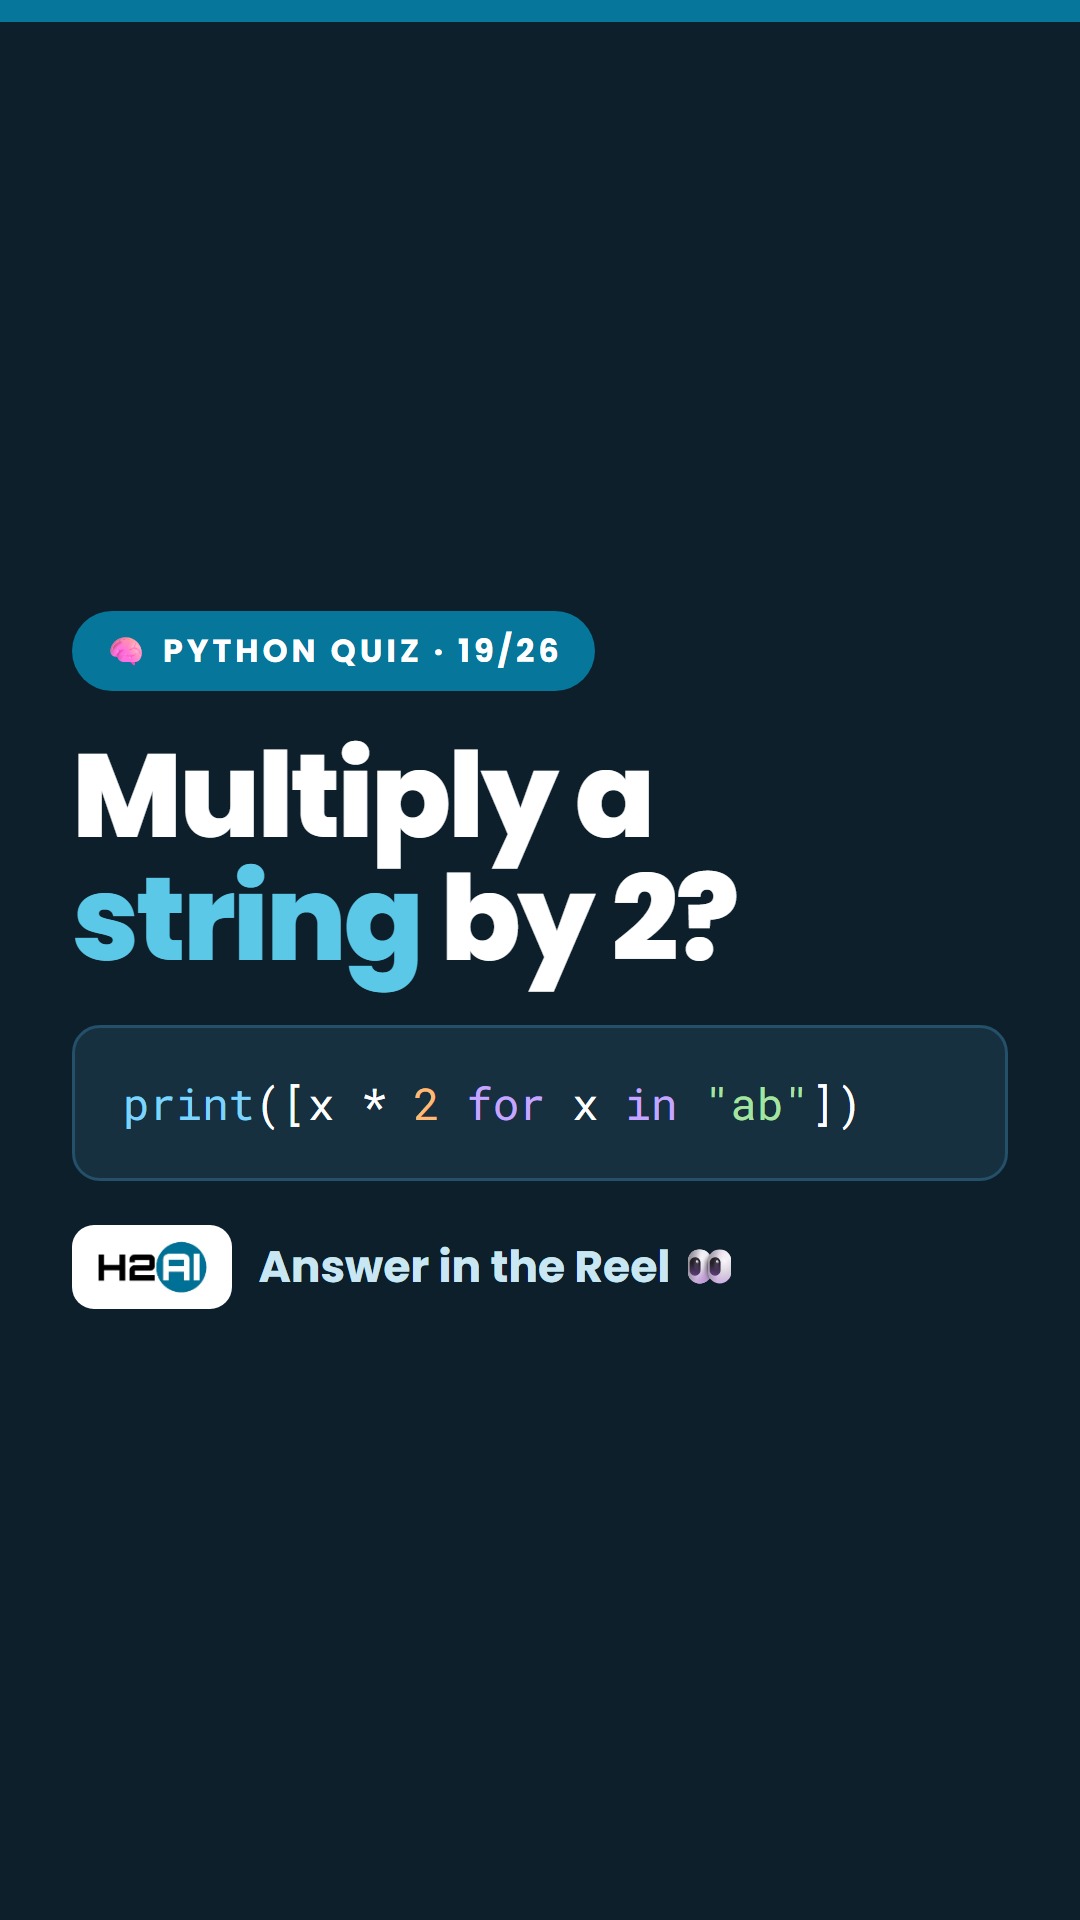 🧠 PYTHON QUIZ · 19/26
Multiply a
string by 2?
print([x * 2 for x in "ab"])
H2AI
Answer in the Reel 👀